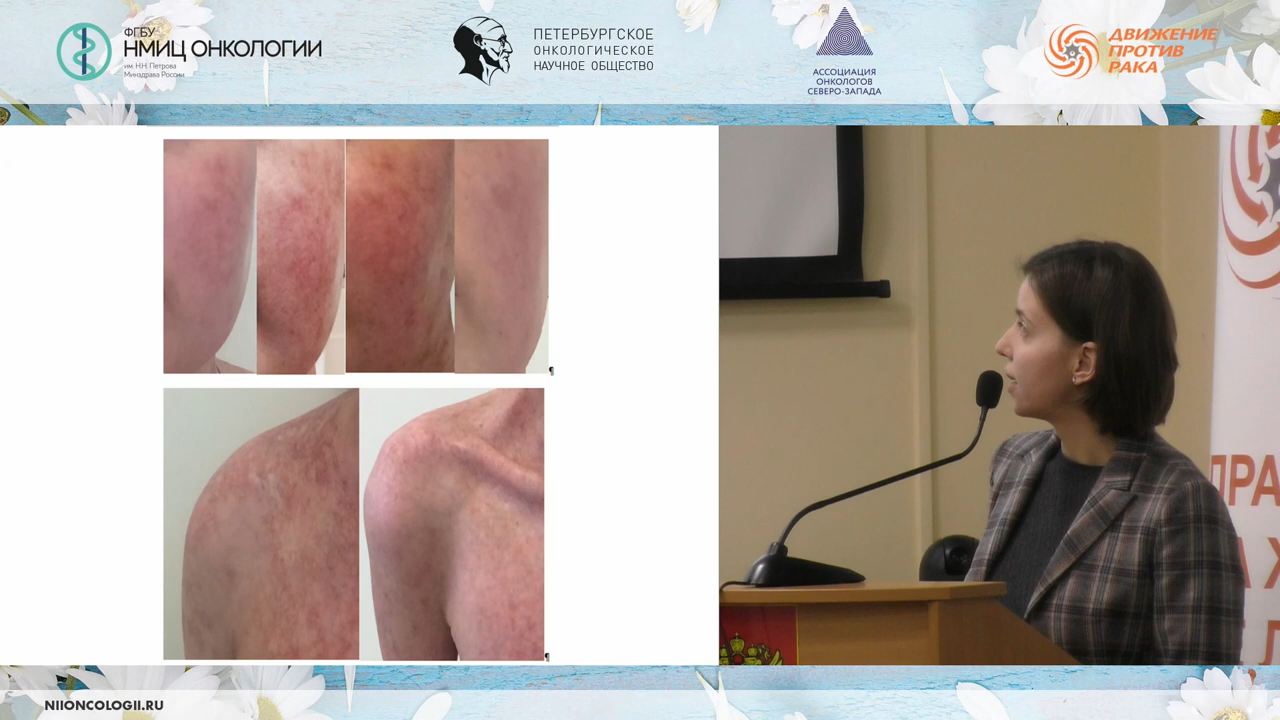 ФГБУ
НМИЦ ОНКОЛОГИИ
им. Н.Н. Петрова
Минздрава России
ПЕТЕРБУРГСКОЕ
ОНКОЛОГИЧЕСКОЕ
НАУЧНОЕ ОБЩЕСТВО
АССОЦИАЦИЯ
ОНКОЛОГОВ
СЕВЕРО-ЗАПАДА
ДВИЖЕНИЕ
ПРОТИВ
РАКА
NIIONCOLOGII.RU